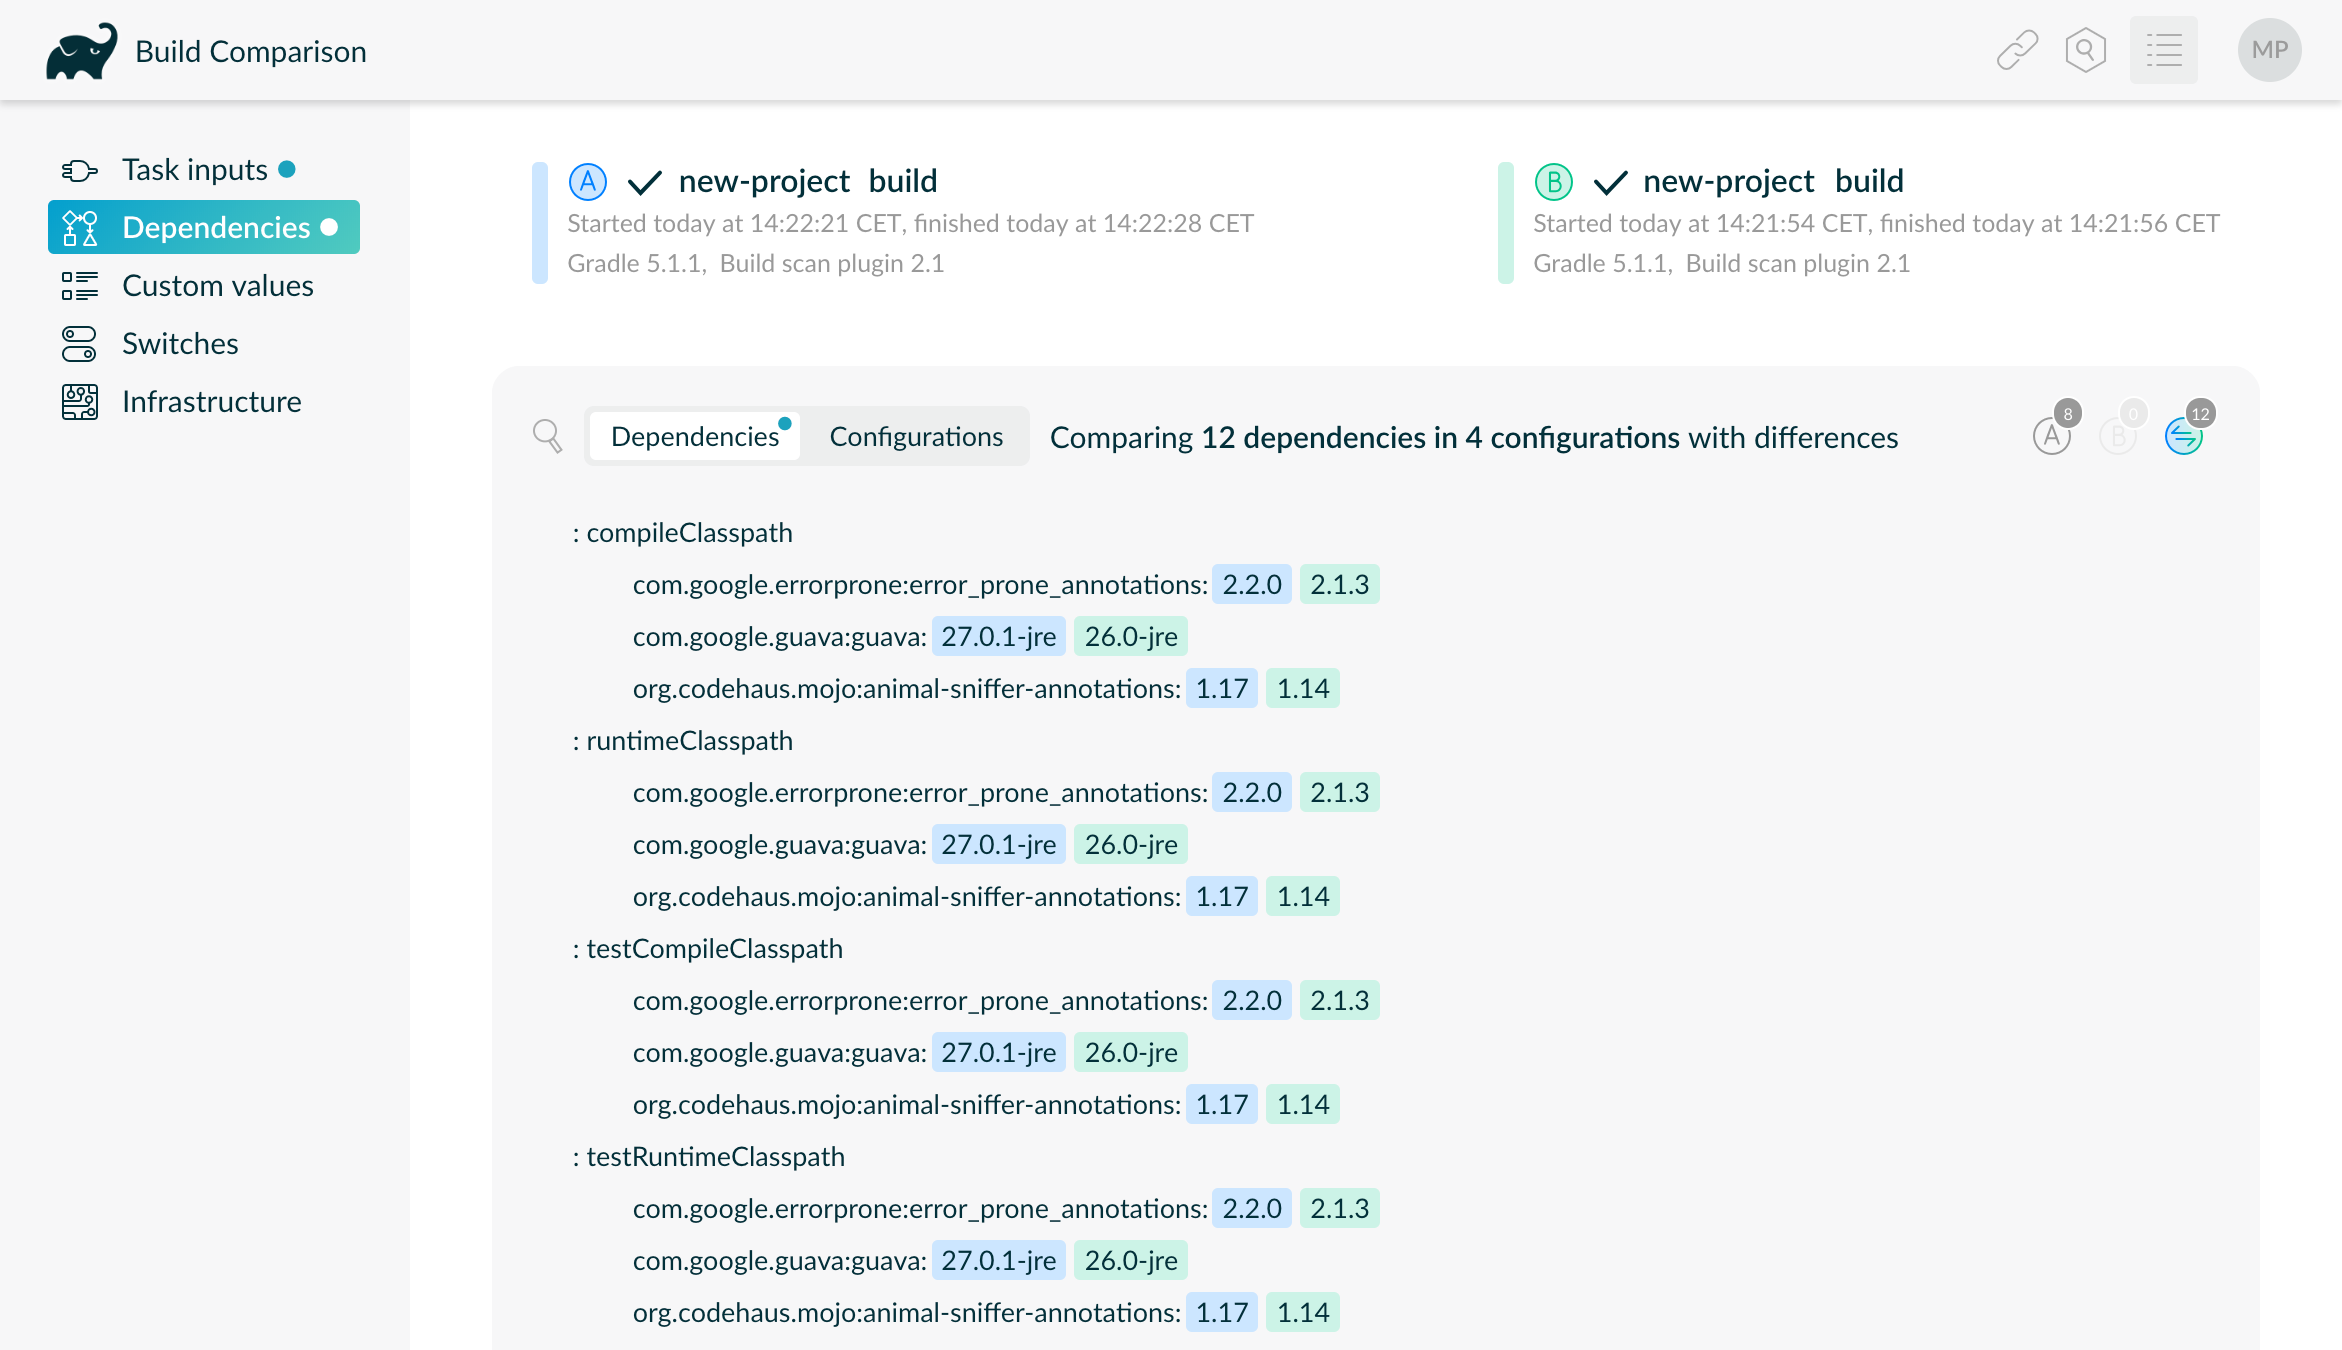 Build Comparison
MP
Task inputs
Dependencies
Custom values
Switches
Infrastructure
A new-project build
Started today at 14:22:21 CET, finished today at 14:22:28 CET
Gradle 5.1.1, Build scan plugin 2.1
B new-project build
Started today at 14:21:54 CET, finished today at 14:21:56 CET
Gradle 5.1.1, Build scan plugin 2.1
Dependencies Configurations Comparing 12 dependencies in 4 configurations with differences A 8 B 0 12
: compileClasspath
com.google.errorprone:error_prone_annotations: 2.2.0 2.1.3
com.google.guava:guava: 27.0.1-jre 26.0-jre
org.codehaus.mojo:animal-sniffer-annotations: 1.17 1.14
: runtimeClasspath
com.google.errorprone:error_prone_annotations: 2.2.0 2.1.3
com.google.guava:guava: 27.0.1-jre 26.0-jre
org.codehaus.mojo:animal-sniffer-annotations: 1.17 1.14
: testCompileClasspath
com.google.errorprone:error_prone_annotations: 2.2.0 2.1.3
com.google.guava:guava: 27.0.1-jre 26.0-jre
org.codehaus.mojo:animal-sniffer-annotations: 1.17 1.14
: testRuntimeClasspath
com.google.errorprone:error_prone_annotations: 2.2.0 2.1.3
com.google.guava:guava: 27.0.1-jre 26.0-jre
org.codehaus.mojo:animal-sniffer-annotations: 1.17 1.14